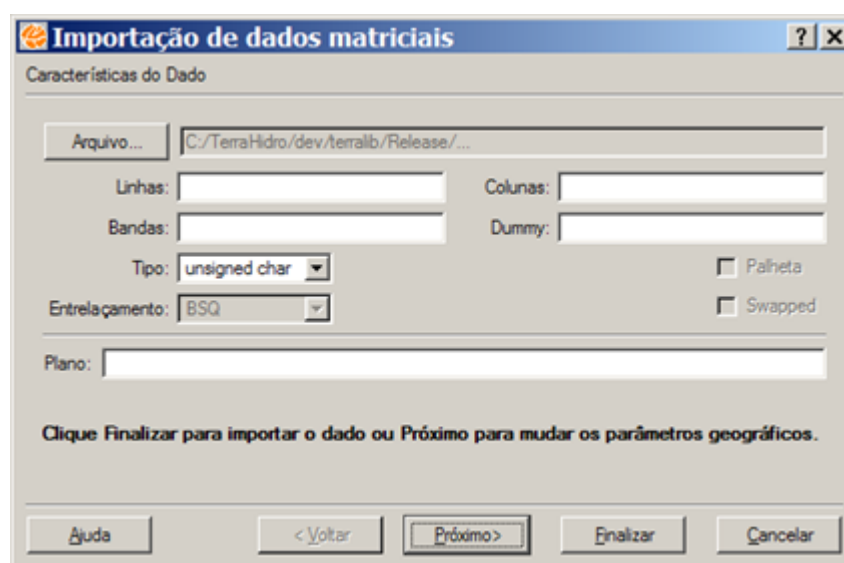 Importação de dados matriciais
Características do Dado
Arquivo... C:/TerraHidro/dev/terralib/Release/...
Linhas: Colunas:
Bandas: Dummy:
Tipo: unsigned char Palheta
Entrelaçamento: BSQ Swapped
Plano:
Clique Finalizar para importar o dado ou Próximo para mudar os parâmetros geográficos.
Ajuda < Voltar Próximo> Finalizar Cancelar